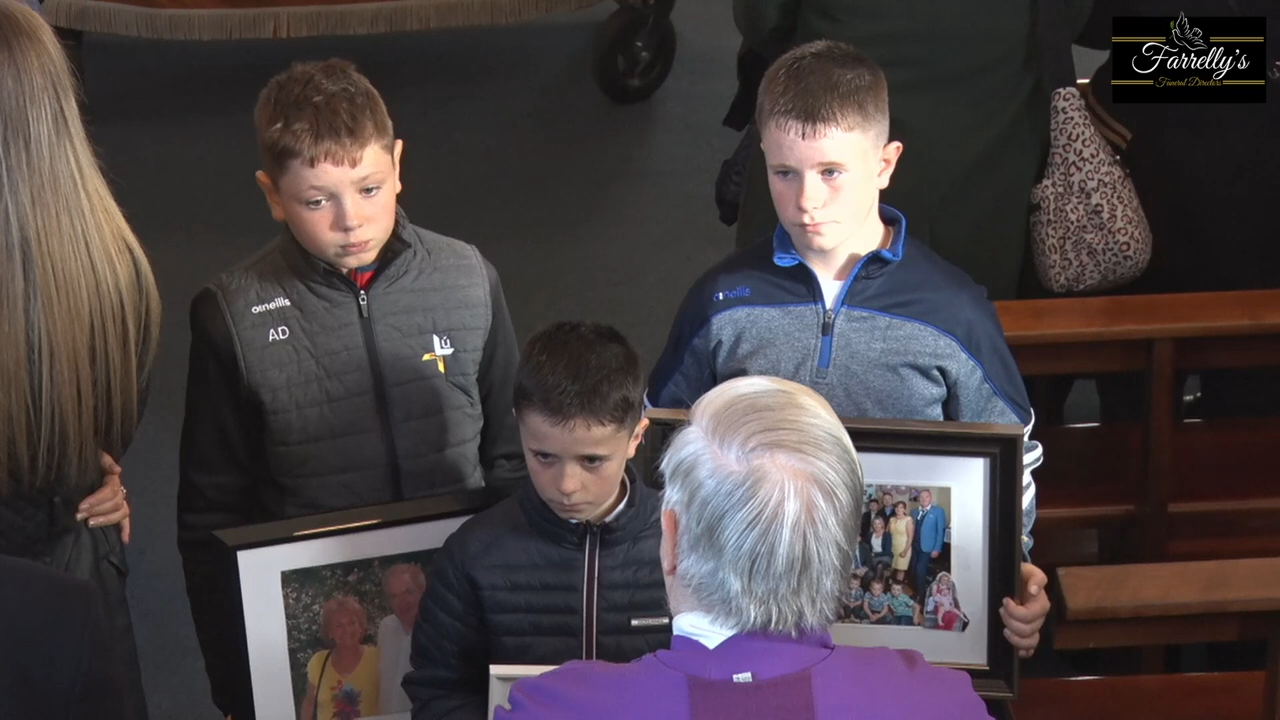 Farrelly's
Funeral Directors
o'neills
AD
o'neills